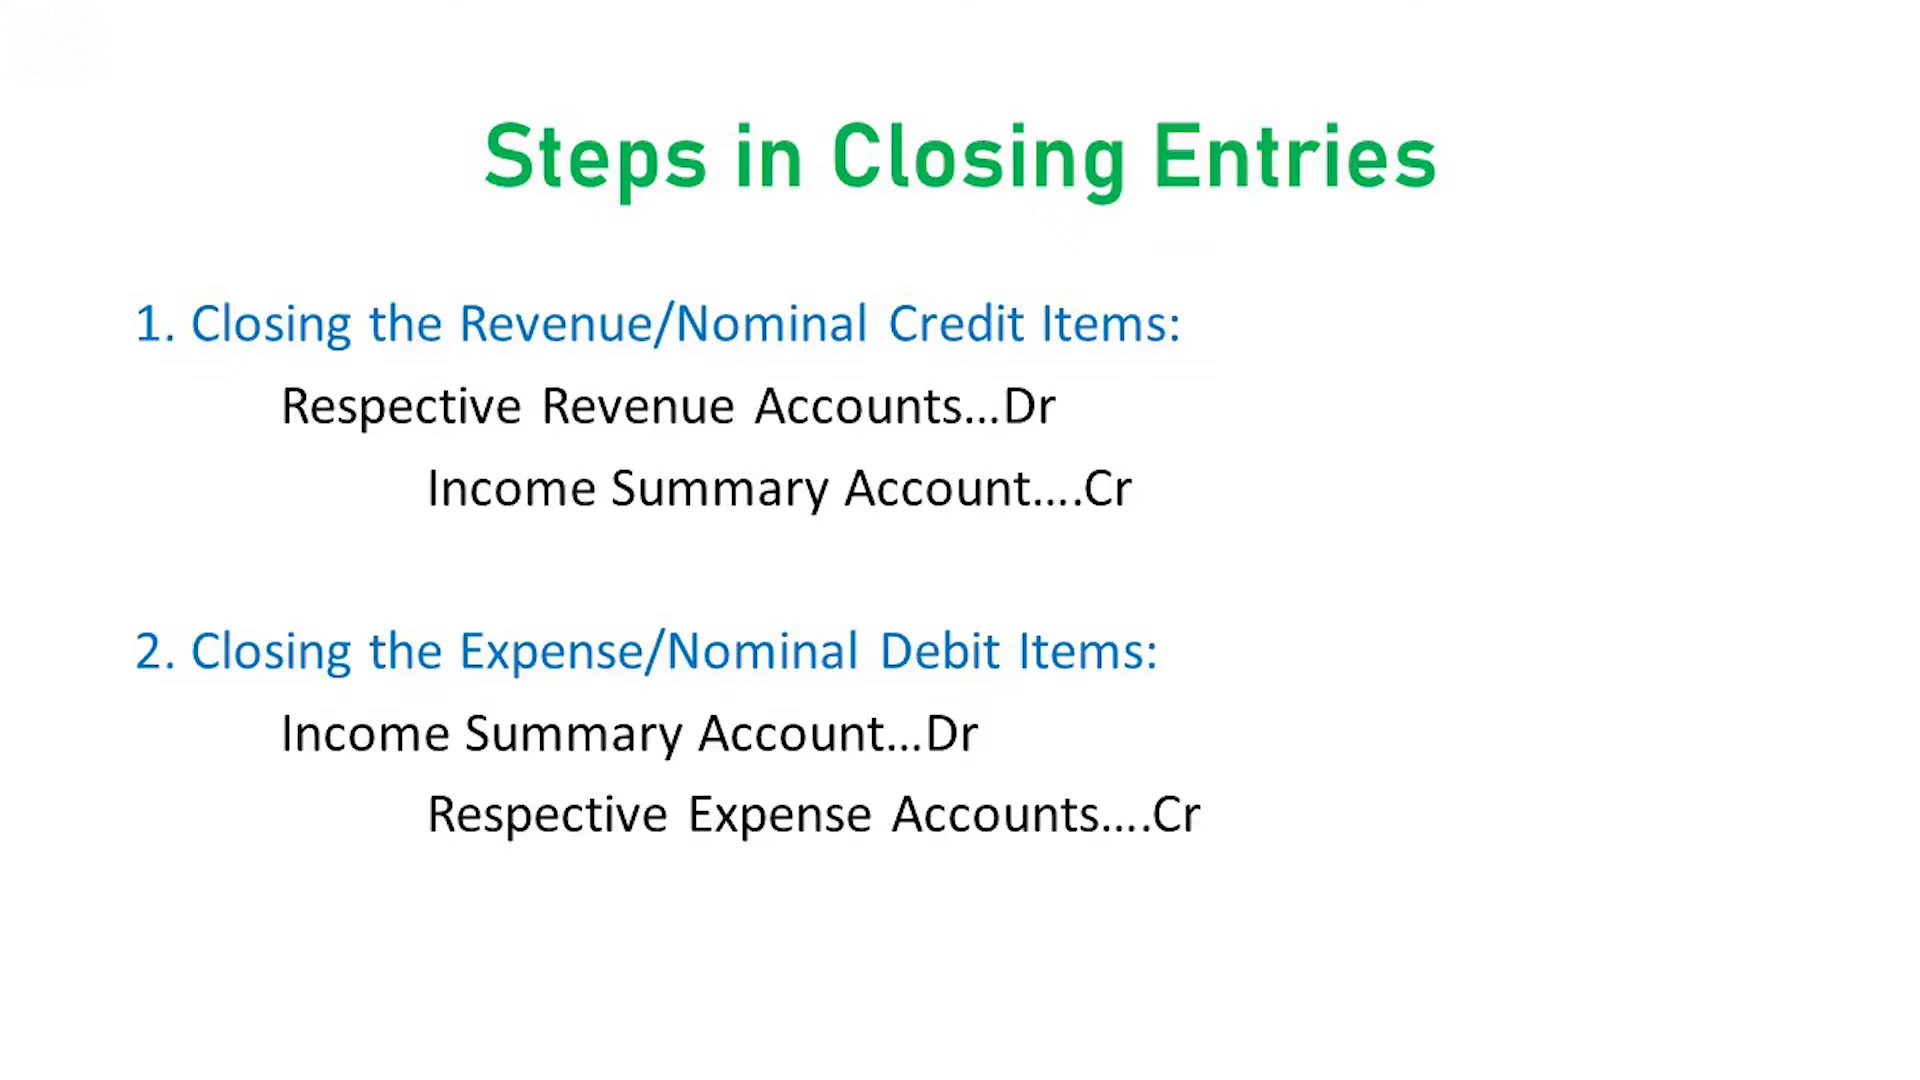 Steps in Closing Entries
1. Closing the Revenue/Nominal Credit Items:
Respective Revenue Accounts...Dr
Income Summary Account....Cr
2. Closing the Expense/Nominal Debit Items:
Income Summary Account...Dr
Respective Expense Accounts....Cr